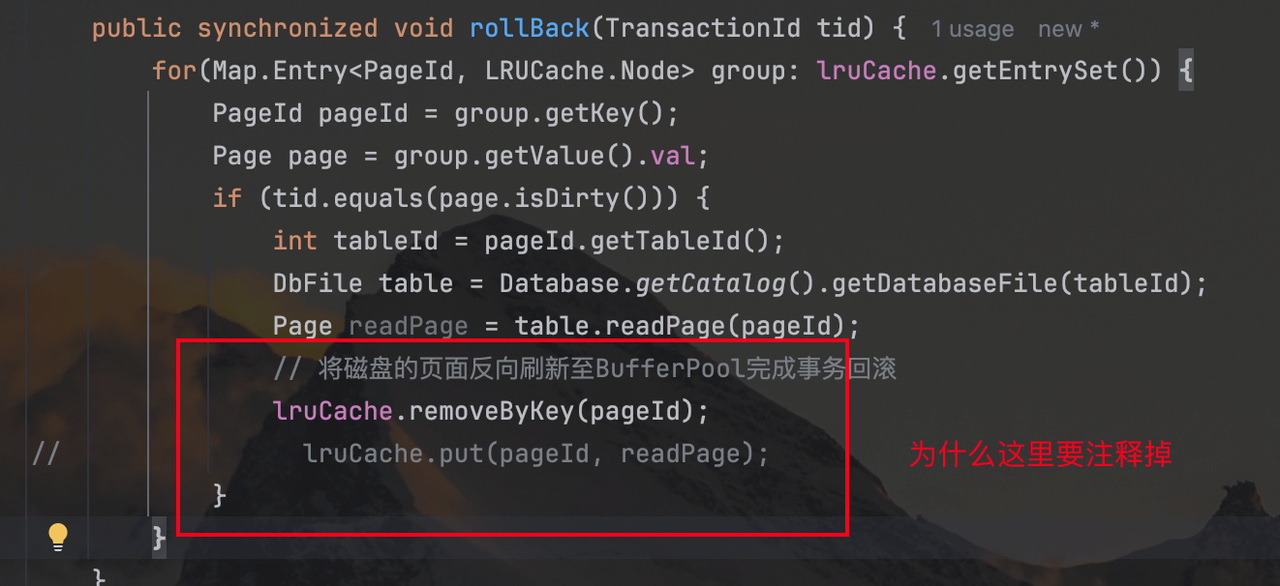 public synchronized void rollBack(TransactionId tid) { 1 usage new *
for(Map.Entry<PageId, LRUCache.Node> group: lruCache.getEntrySet()) {
PageId pageId = group.getKey();
Page page = group.getValue().val;
if (tid.equals(page.isDirty())) {
int tableId = pageId.getTableId();
DbFile table = Database.getCatalog().getDatabaseFile(tableId);
Page readPage = table.readPage(pageId);
// 将磁盘的页面反向刷新至BufferPool完成事务回滚
lruCache.removeByKey(pageId);
// lruCache.put(pageId, readPage); 为什么这里要注释掉
}
}
}